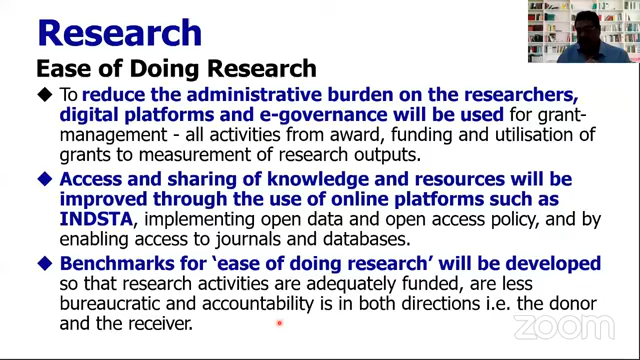 Research
Ease of Doing Research
◆ To reduce the administrative burden on the researchers,
digital platforms and e-governance will be used for grant-
management - all activities from award, funding and utilisation of
grants to measurement of research outputs.
◆ Access and sharing of knowledge and resources will be
improved through the use of online platforms such as
INDSTA, implementing open data and open access policy, and by
enabling access to journals and databases.
◆ Benchmarks for ‘ease of doing research’ will be developed
so that research activities are adequately funded, are less
bureaucratic and accountability is in both directions i.e. the donor
and the receiver.
zoom